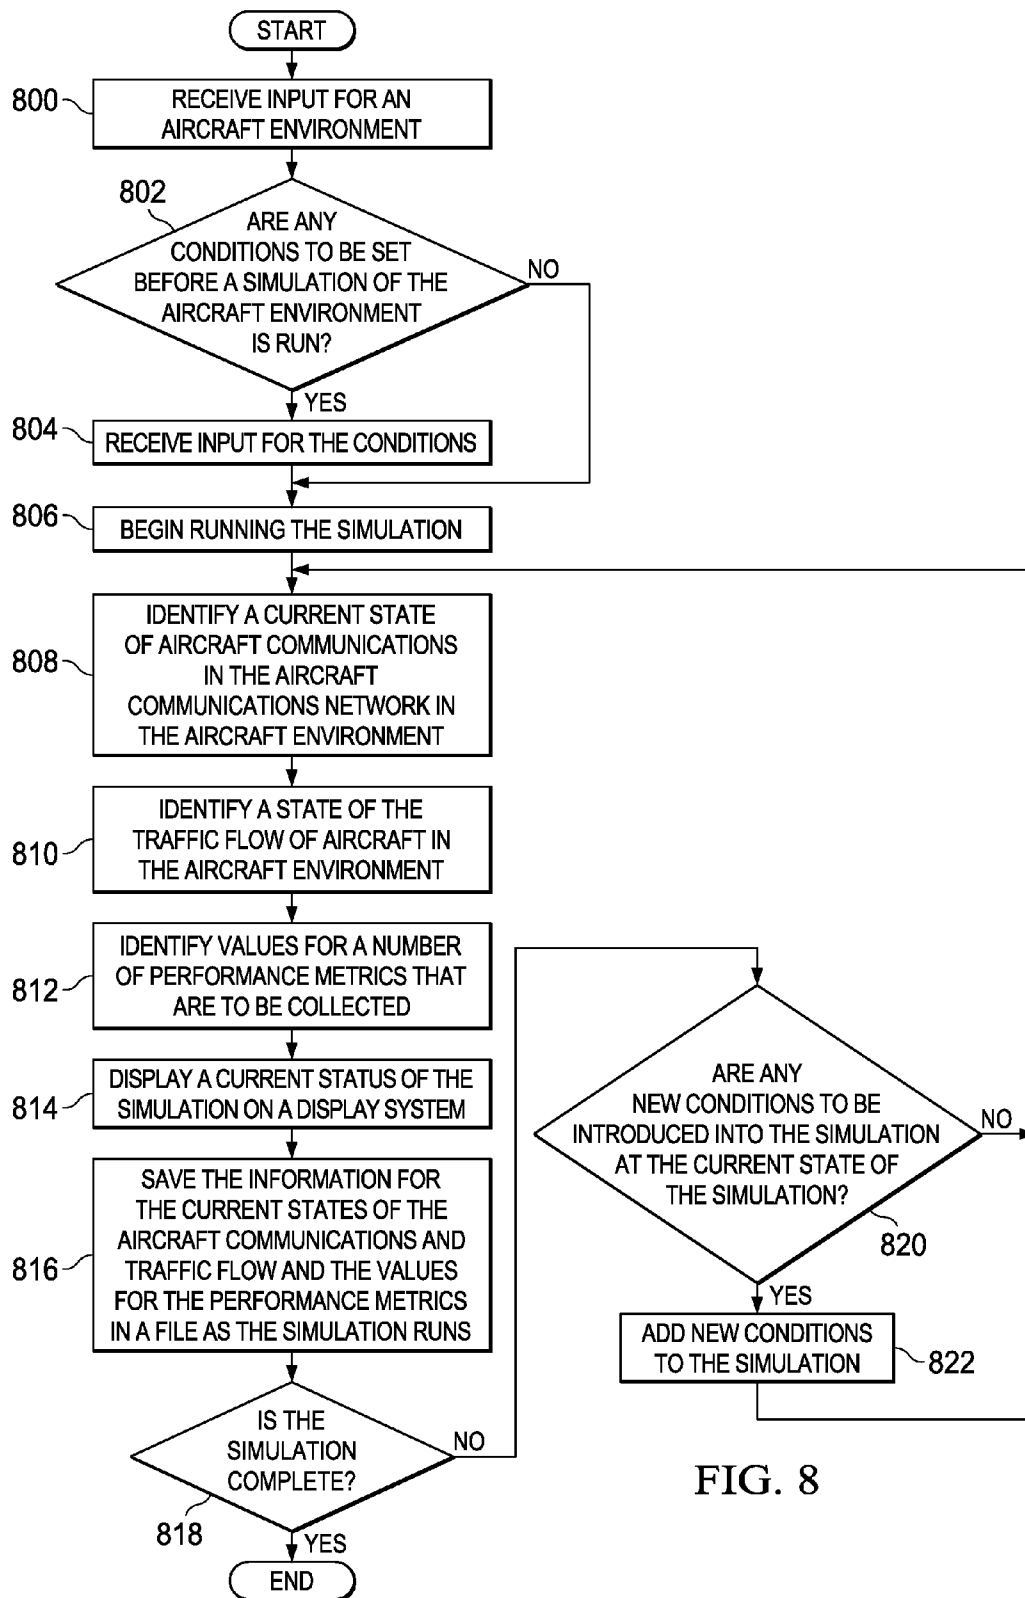 START
800
RECEIVE INPUT FOR AN
AIRCRAFT ENVIRONMENT
802
ARE ANY
CONDITIONS TO BE SET
BEFORE A SIMULATION OF THE
AIRCRAFT ENVIRONMENT
IS RUN?
NO
YES
804
RECEIVE INPUT FOR THE CONDITIONS
806
BEGIN RUNNING THE SIMULATION
808
IDENTIFY A CURRENT STATE
OF AIRCRAFT COMMUNICATIONS
IN THE AIRCRAFT
COMMUNICATIONS NETWORK IN
THE AIRCRAFT ENVIRONMENT
810
IDENTIFY A STATE OF THE
TRAFFIC FLOW OF AIRCRAFT IN
THE AIRCRAFT ENVIRONMENT
812
IDENTIFY VALUES FOR A NUMBER
OF PERFORMANCE METRICS THAT
ARE TO BE COLLECTED
814
DISPLAY A CURRENT STATUS OF THE
SIMULATION ON A DISPLAY SYSTEM
816
SAVE THE INFORMATION FOR
THE CURRENT STATES OF THE
AIRCRAFT COMMUNICATIONS AND
TRAFFIC FLOW AND THE VALUES
FOR THE PERFORMANCE METRICS
IN A FILE AS THE SIMULATION RUNS
IS THE
SIMULATION
COMPLETE?
818
NO
YES
END
ARE ANY
NEW CONDITIONS TO BE
INTRODUCED INTO THE SIMULATION
AT THE CURRENT STATE OF
THE SIMULATION?
NO
820
YES
ADD NEW CONDITIONS
TO THE SIMULATION
822
FIG. 8